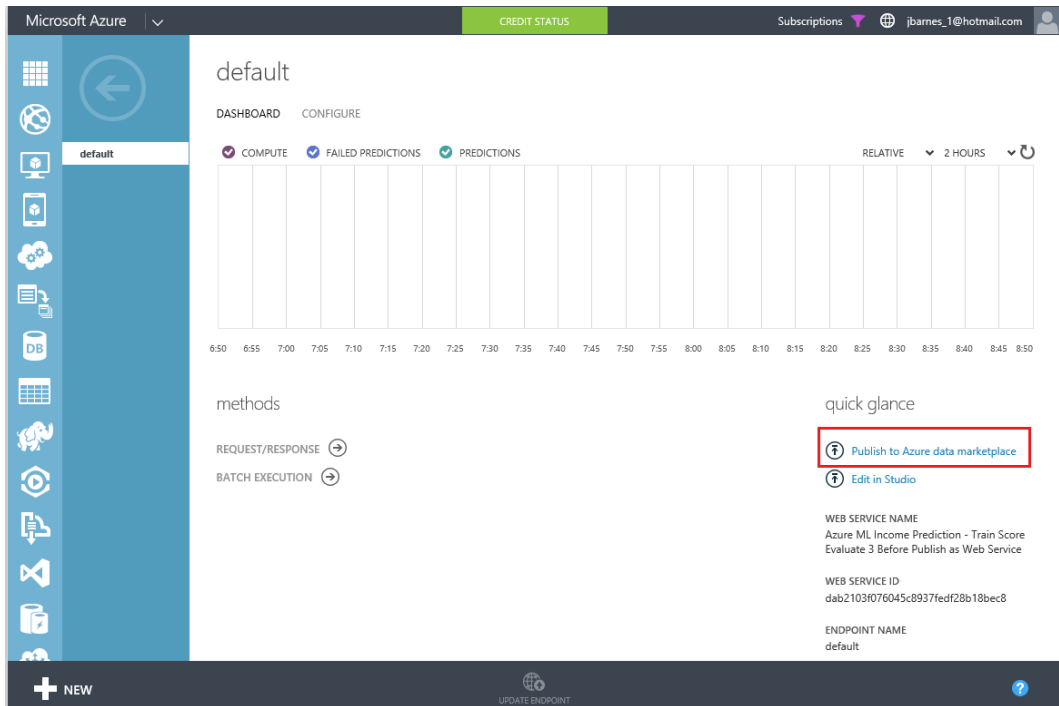 Microsoft Azure
CREDIT STATUS
Subscriptions
jbarnes_1@hotmail.com
default
default
DASHBOARD CONFIGURE
COMPUTE FAILED PREDICTIONS PREDICTIONS
RELATIVE 2 HOURS
6:50 6:55 7:00 7:05 7:10 7:15 7:20 7:25 7:30 7:35 7:40 7:45 7:50 7:55 8:00 8:05 8:10 8:15 8:20 8:25 8:30 8:35 8:40 8:45 8:50
methods
REQUEST/RESPONSE
BATCH EXECUTION
quick glance
Publish to Azure data marketplace
Edit in Studio
WEB SERVICE NAME
Azure ML Income Prediction - Train Score
Evaluate 3 Before Publish as Web Service
WEB SERVICE ID
dab2103f076045c8937fedf28b18bec8
ENDPOINT NAME
default
DB
NEW
UPDATE ENDPOINT
?